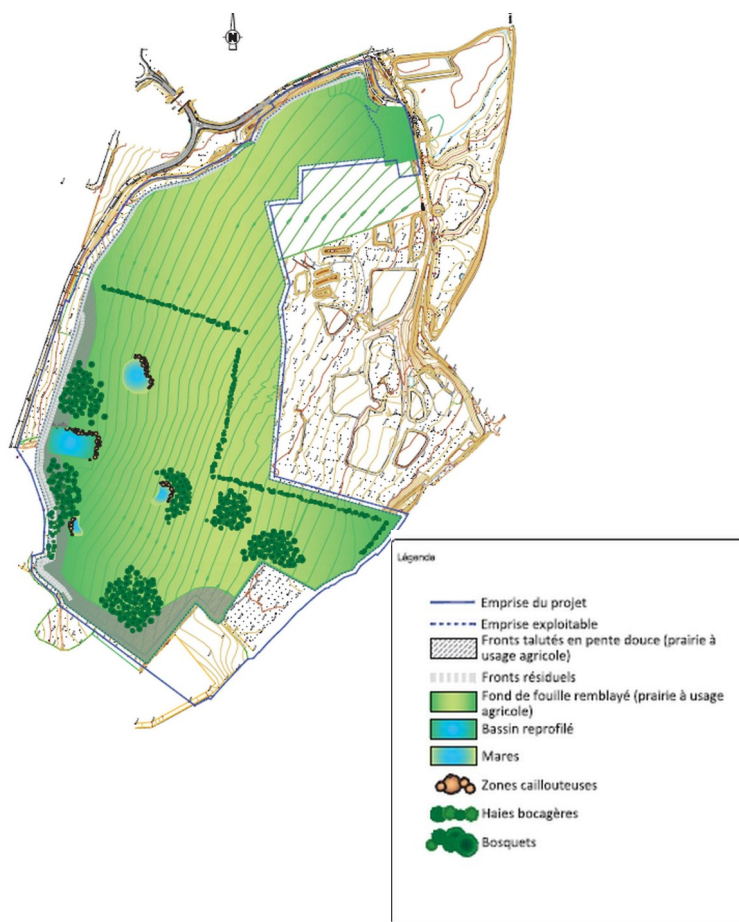 N
Légende
Emprise du projet
Emprise exploitable
Fronts talutés en pente douce (prairie à
usage agricole)
Fronts résiduels
Fond de fouille remblayé (prairie à usage
agricole)
Bassin reprofilé
Mares
Zones caillouteuses
Haies bocagères
Bosquets